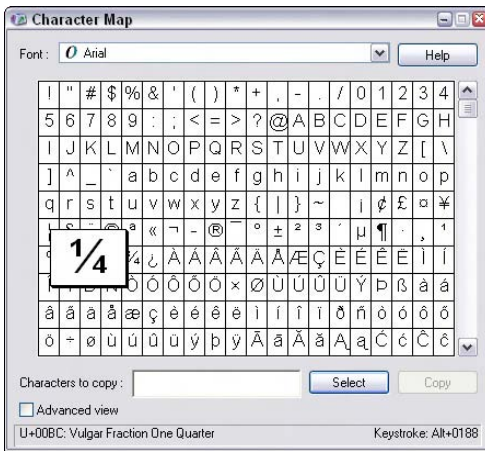 Character Map
Font : O Arial Help
! " # $ % & ' ( ) * + , - . / 0 1 2 3 4
5 6 7 8 9 : ; < = > ? @ A B C D E F G H
I J K L M N O P Q R S T U V W X Y Z [ \
] ^ _ ` a b c d e f g h i j k l m n o p
q r s t u v w x y z { | } ~ ¡ ¢ £ ¤ ¥
¦ § ¨ © ª « ¬ - ® ¯ ° ± ² ³ ´ µ ¶ · ¸ ¹
¼
¾ ¿ À Á Â Ã Ä Å Æ Ç È É Ê Ë Ì Í
Î Ï Ð Ñ Ò Ó Ô Õ Ö × Ø Ù Ú Û Ü Ý Þ ß à á
â ã ä å æ ç è é ê ë ì í î ï ð ñ ò ó ô õ
ö ÷ ø ù ú û ü ý þ ÿ Ā ā Ă ă Ą ą Ć ć Ĉ ĉ
Characters to copy : Select Copy
Advanced view
U+00BC: Vulgar Fraction One Quarter Keystroke: Alt+0188